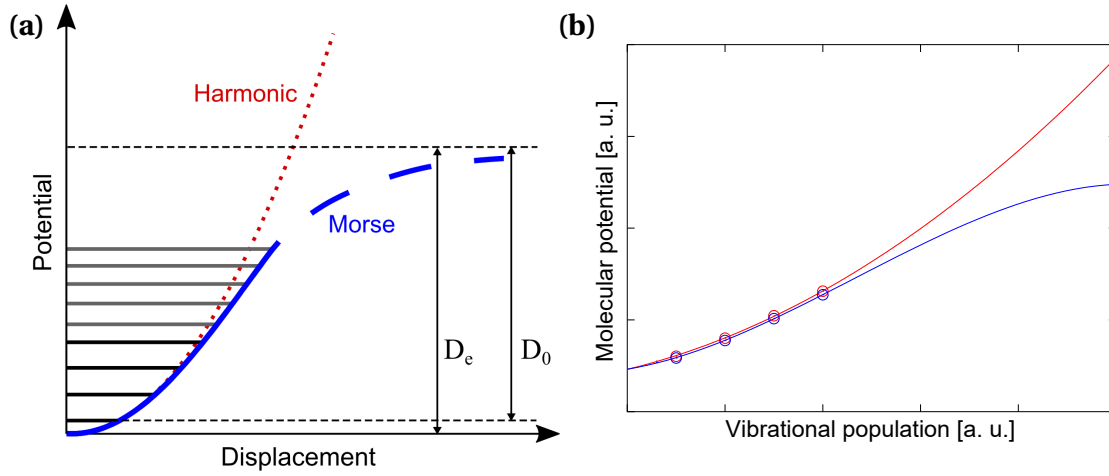 (a)
Potential
Harmonic
Morse
Dₑ
D₀
Displacement
(b)
Molecular potential [a. u.]
Vibrational population [a. u.]